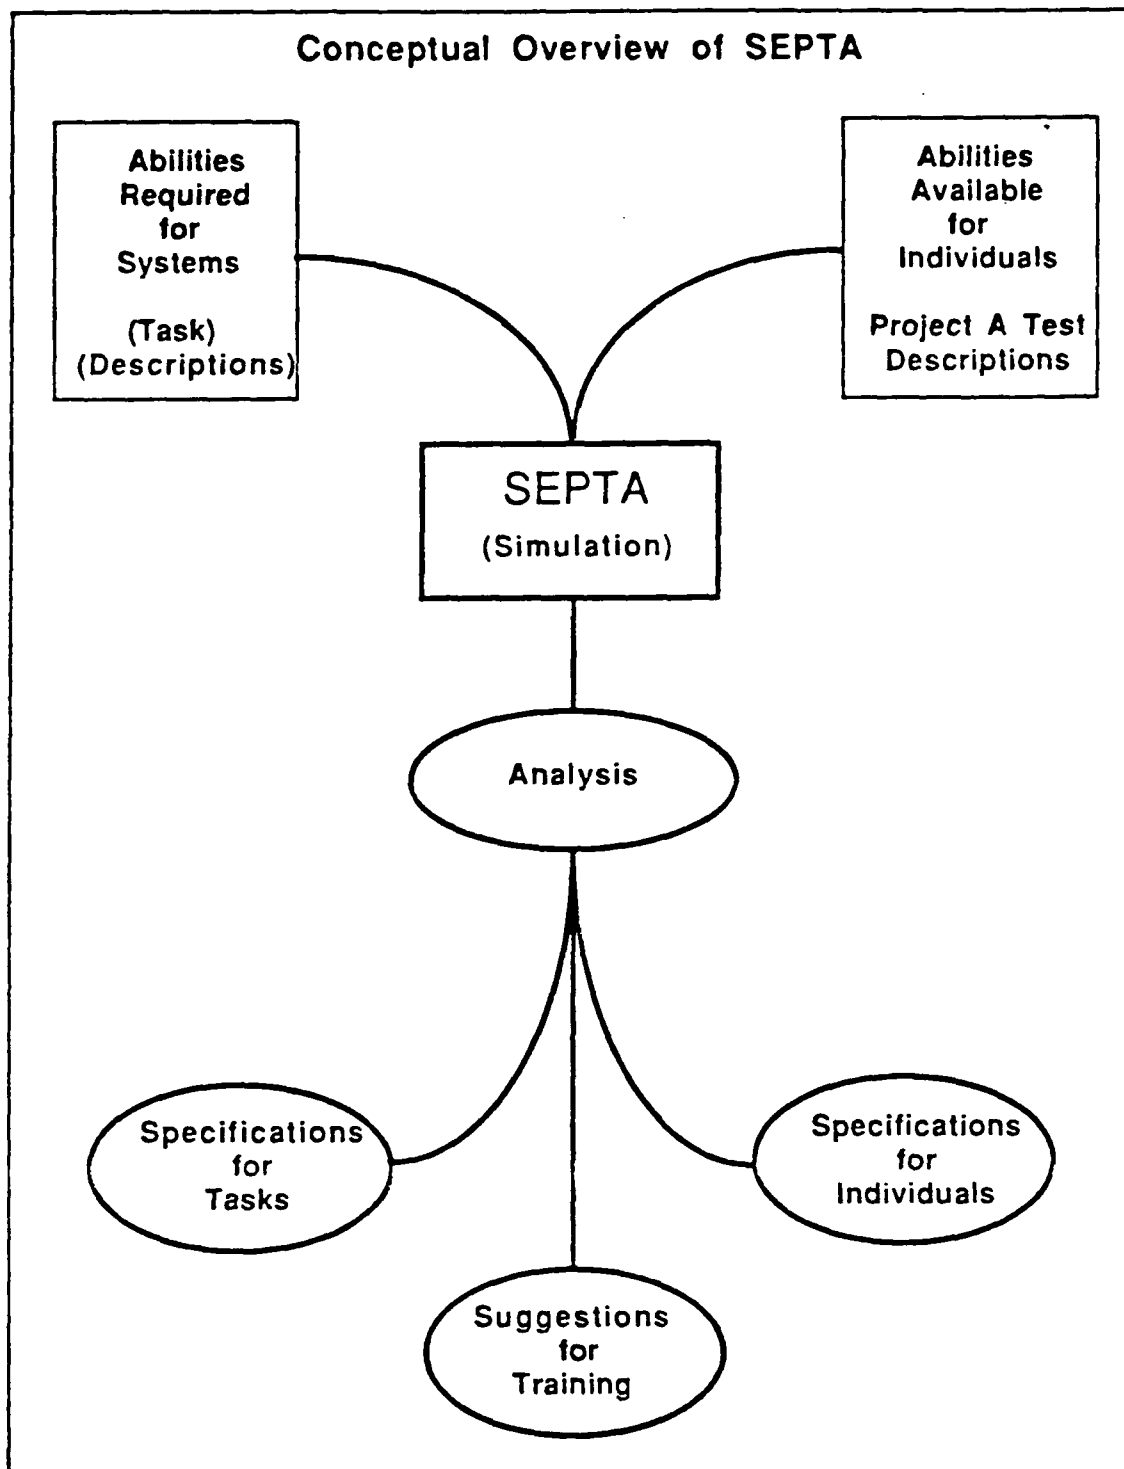 Conceptual Overview of SEPTA
Abilities
Required
for
Systems
(Task)
(Descriptions)
Abilities
Available
for
Individuals
Project A Test
Descriptions
SEPTA
(Simulation)
Analysis
Specifications
for
Tasks
Specifications
for
Individuals
Suggestions
for
Training